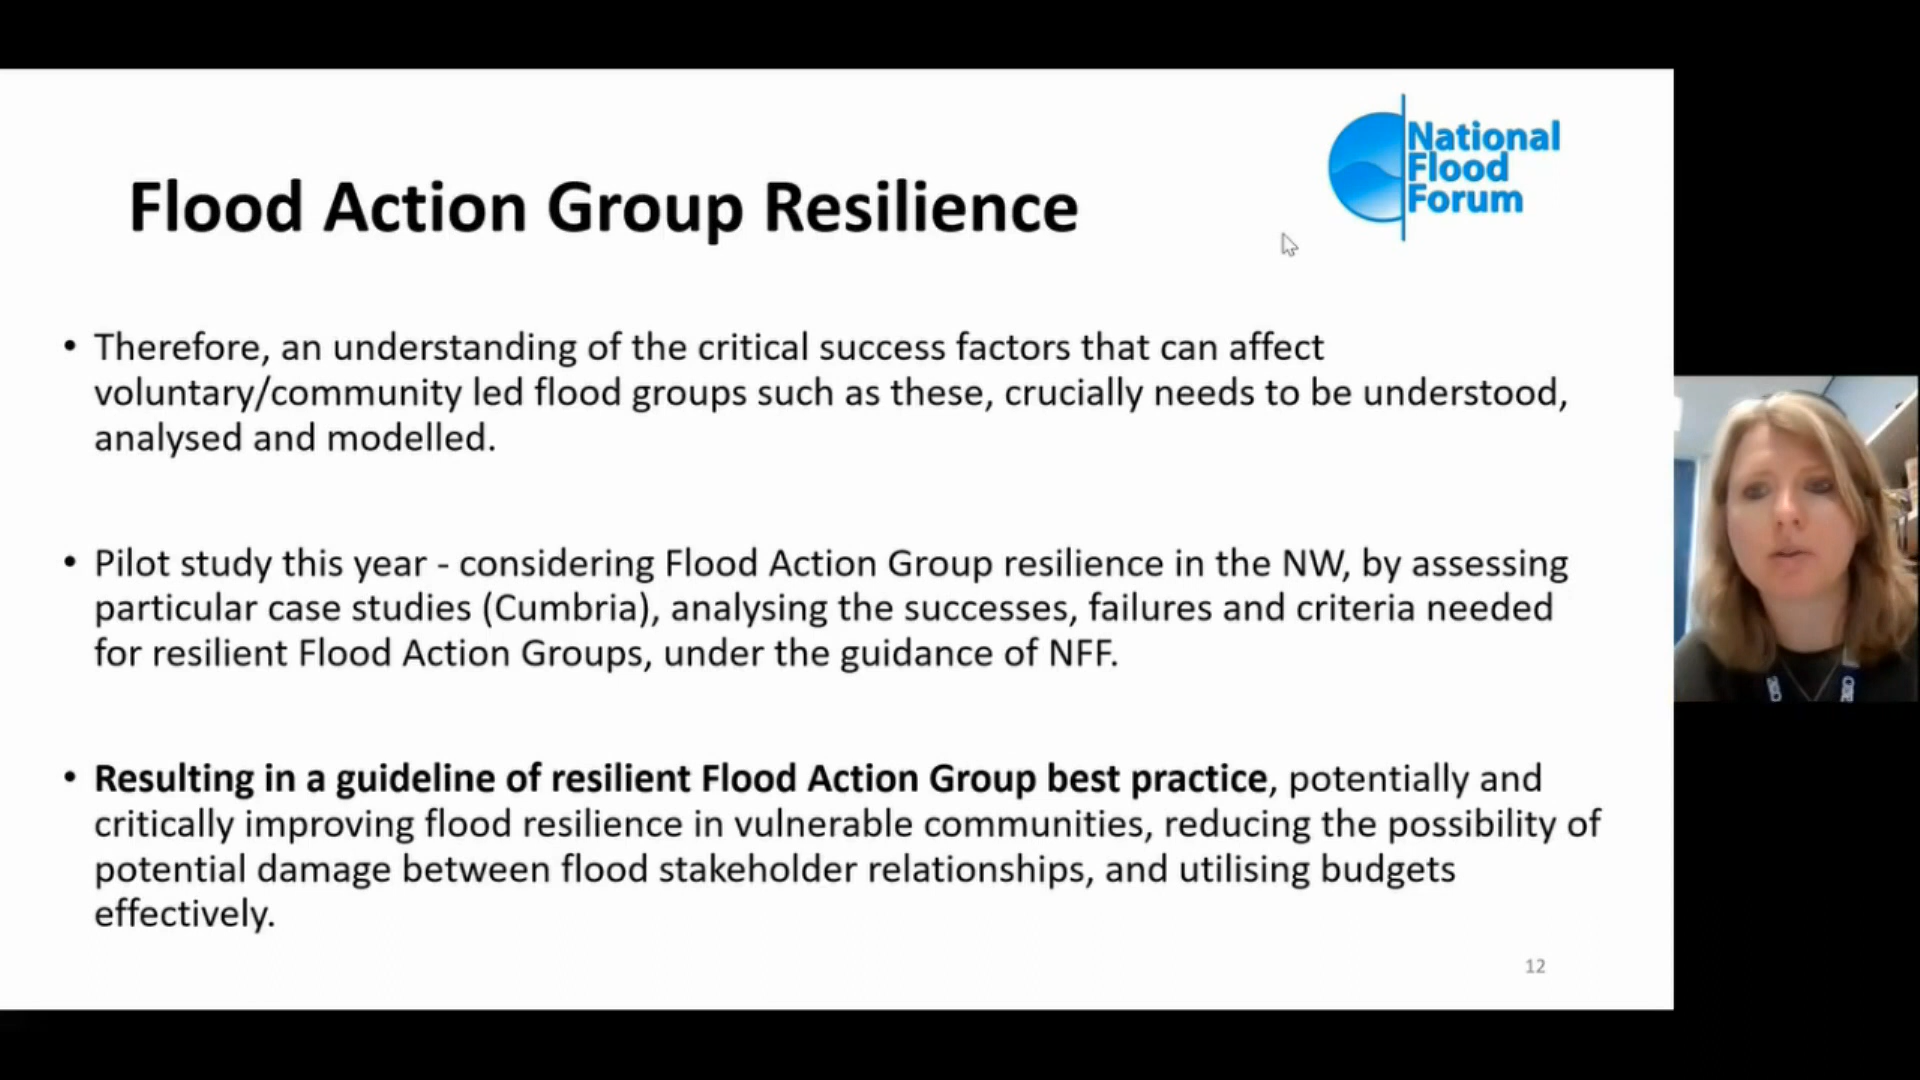 National
Flood
Forum
Flood Action Group Resilience
• Therefore, an understanding of the critical success factors that can affect
voluntary/community led flood groups such as these, crucially needs to be understood,
analysed and modelled.
• Pilot study this year - considering Flood Action Group resilience in the NW, by assessing
particular case studies (Cumbria), analysing the successes, failures and criteria needed
for resilient Flood Action Groups, under the guidance of NFF.
• Resulting in a guideline of resilient Flood Action Group best practice, potentially and
critically improving flood resilience in vulnerable communities, reducing the possibility of
potential damage between flood stakeholder relationships, and utilising budgets
effectively.
12